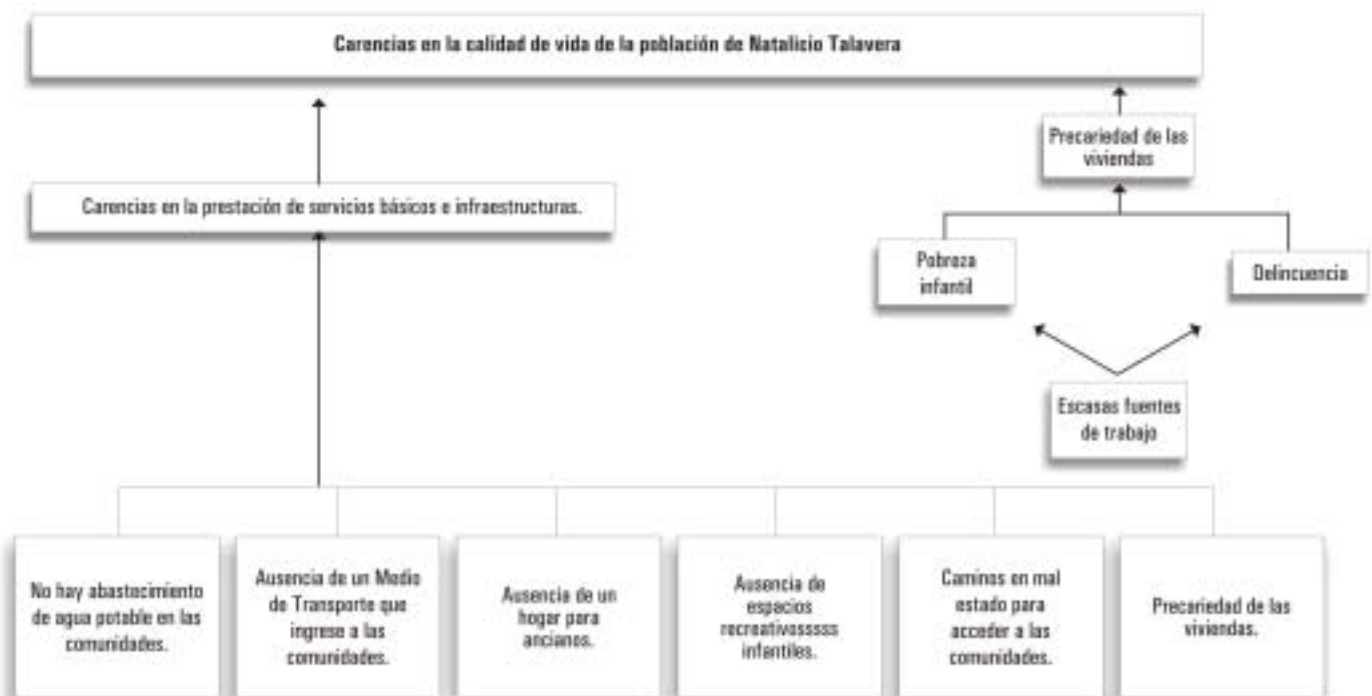 Carencias en la calidad de vida de la población de Natalicio Talavera
Precariedad de las
viviendas
Carencias en la prestación de servicios básicos e infraestructuras.
Pobreza
infantil
Delincuencia
Escasas fuentes
de trabajo
No hay abastecimiento
de agua potable en las
comunidades.
Ausencia de un Medio
de Transporte que
ingrese a las
comunidades.
Ausencia de un
hogar para
ancianos.
Ausencia de
espacios
recreativosssss
infantiles.
Caminos en mal
estado para
acceder a las
comunidades.
Precariedad de las
viviendas.